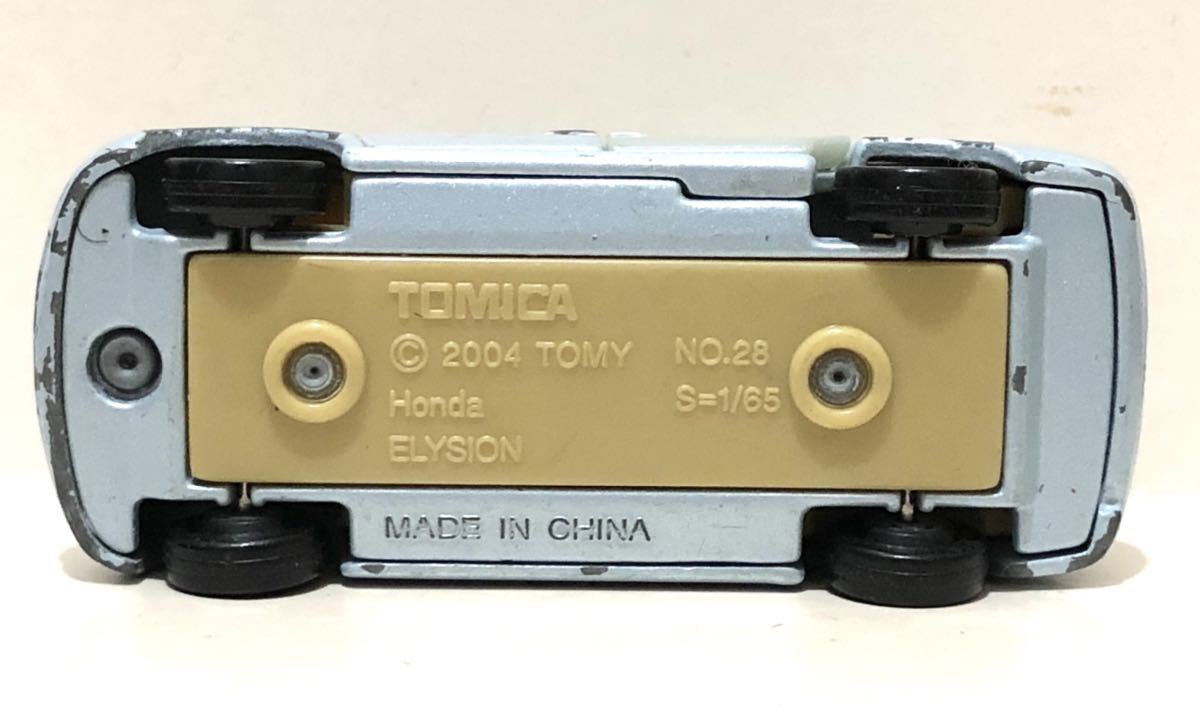 TOMICA
© 2004 TOMY NO.28
Honda S=1/65
ELYSION
MADE IN CHINA